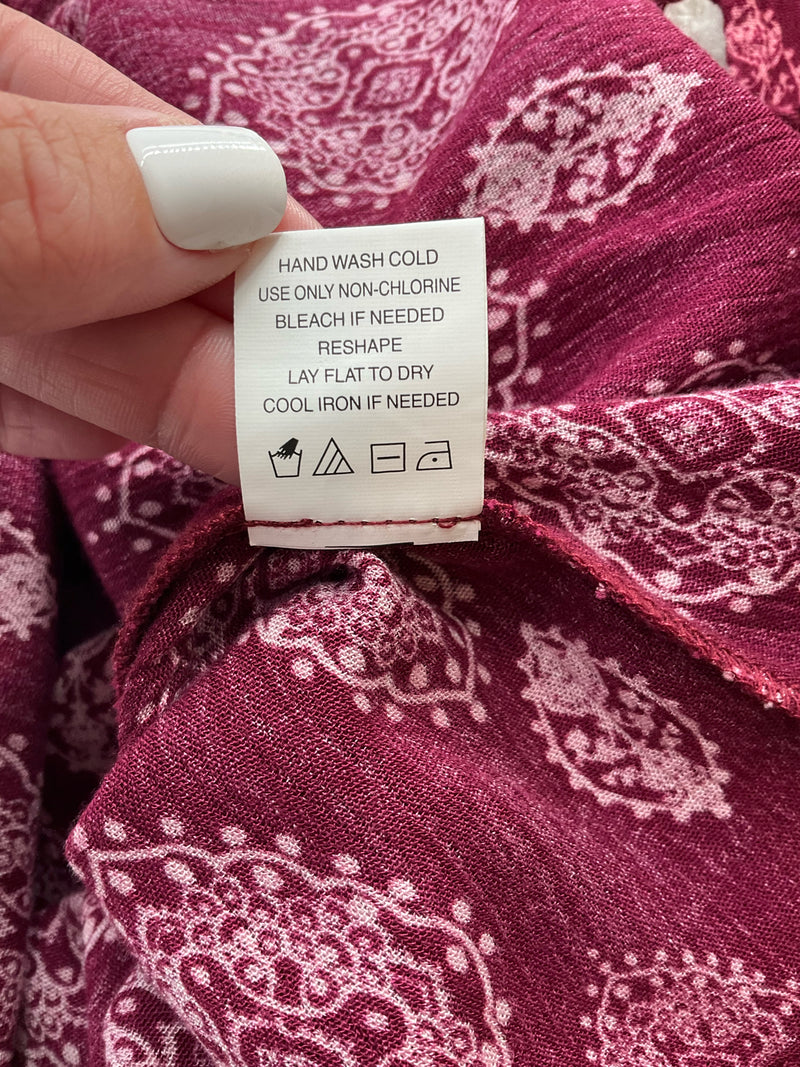 HAND WASH COLD
USE ONLY NON-CHLORINE
BLEACH IF NEEDED
RESHAPE
LAY FLAT TO DRY
COOL IRON IF NEEDED